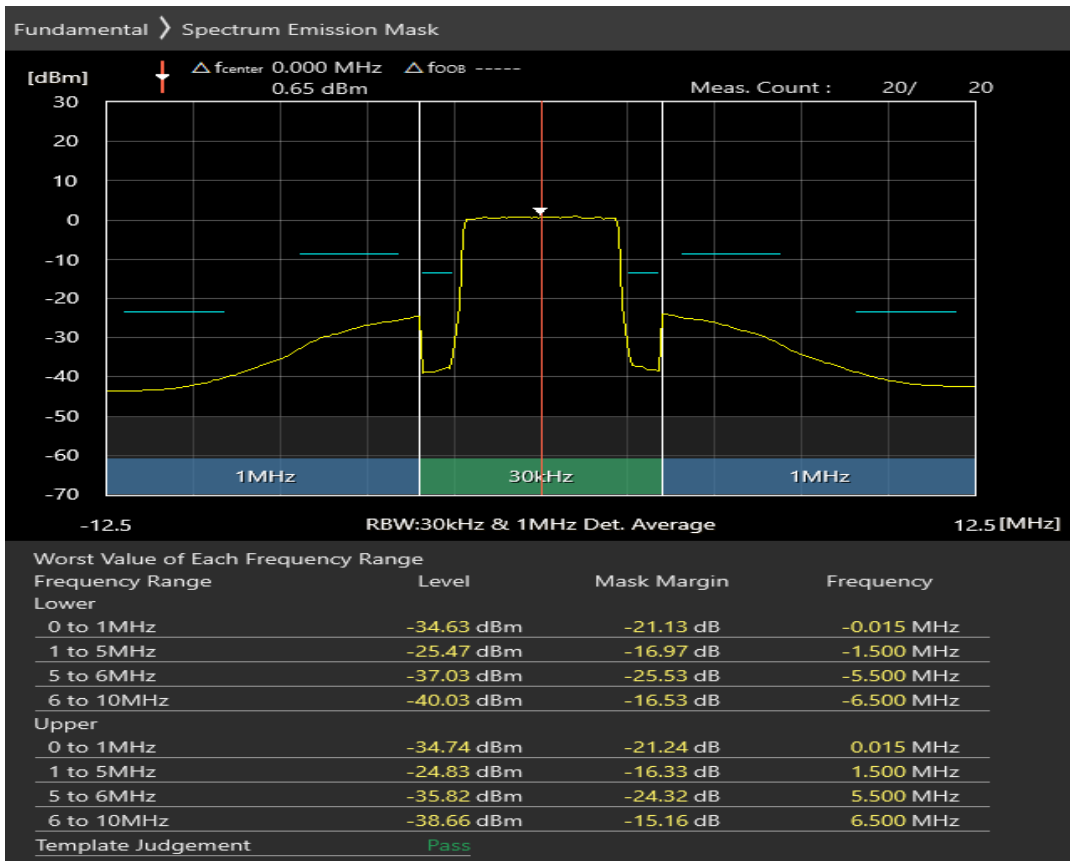 Fundamental ❯ Spectrum Emission Mask
[dBm] △ fcenter 0.000 MHz △ fOOB -----
0.65 dBm Meas. Count : 20/ 20
30
20
10
0
-10
-20
-30
-40
-50
-60
1MHz 30kHz 1MHz
-70
-12.5 RBW:30kHz & 1MHz Det. Average 12.5 [MHz]
Worst Value of Each Frequency Range
Frequency Range Level Mask Margin Frequency
Lower
0 to 1MHz -34.63 dBm -21.13 dB -0.015 MHz
1 to 5MHz -25.47 dBm -16.97 dB -1.500 MHz
5 to 6MHz -37.03 dBm -25.53 dB -5.500 MHz
6 to 10MHz -40.03 dBm -16.53 dB -6.500 MHz
Upper
0 to 1MHz -34.74 dBm -21.24 dB 0.015 MHz
1 to 5MHz -24.83 dBm -16.33 dB 1.500 MHz
5 to 6MHz -35.82 dBm -24.32 dB 5.500 MHz
6 to 10MHz -38.66 dBm -15.16 dB 6.500 MHz
Template Judgement Pass